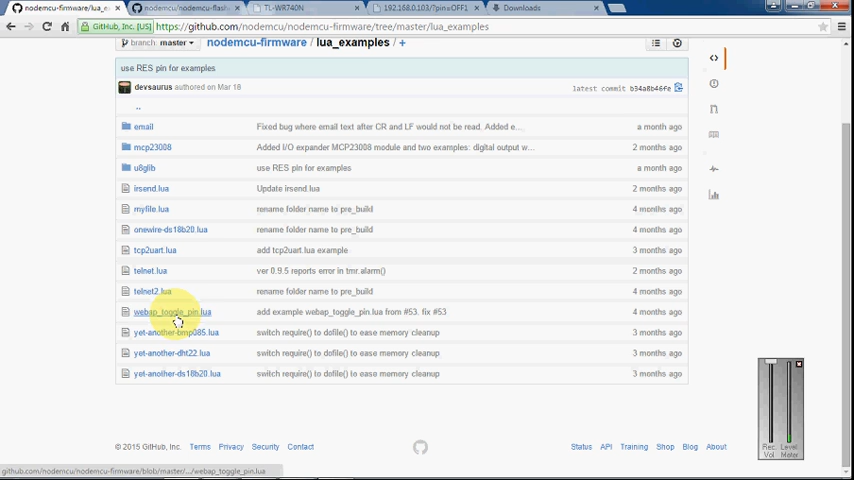 nodemcu-firmware/lua_ex
nodemcu/nodemcu-flash
TL-WR740N
192.168.0.103/?pin=OFF1
Downloads
GitHub, Inc. [US]
https://github.com/nodemcu/nodemcu-firmware/tree/master/lua_examples
branch: master
nodemcu-firmware / lua_examples / +
use RES pin for examples
devsaurus authored on Mar 18
latest commit b34a8b46fe
..
email Fixed bug where email text after CR and LF would not be read. Added e... a month ago
mcp23008 Added I/O expander MCP23008 module and two examples: digital output w... 2 months ago
u8glib use RES pin for examples a month ago
irsend.lua Update irsend.lua 2 months ago
myfile.lua rename folder name to pre_build 4 months ago
onewire-ds18b20.lua rename folder name to pre_build 4 months ago
tcp2uart.lua add tcp2uart.lua example 3 months ago
telnet.lua ver 0.9.5 reports error in tmr.alarm() 2 months ago
telnet2.lua rename folder name to pre_build 4 months ago
webap_toggle_pin.lua add example webap_toggle_pin.lua from #53. fix #53 4 months ago
yet-another-bmp085.lua switch require() to dofile() to ease memory cleanup 3 months ago
yet-another-dht22.lua switch require() to dofile() to ease memory cleanup 3 months ago
yet-another-ds18b20.lua switch require() to dofile() to ease memory cleanup 3 months ago
Rec. Vol
Level Meter
© 2015 GitHub, Inc. Terms Privacy Security Contact
Status API Training Shop Blog About
github.com/nodemcu/nodemcu-firmware/blob/master/.../webap_toggle_pin.lua